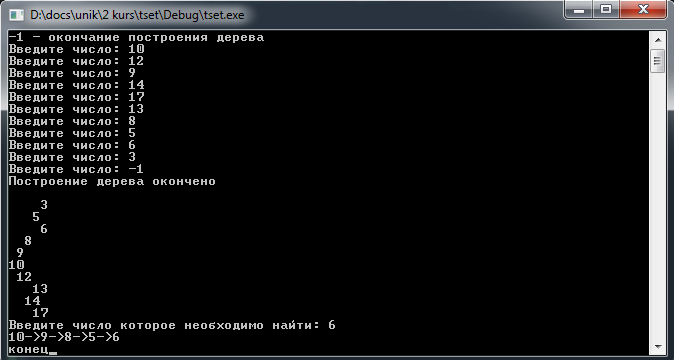 D:\docs\unik\2 kurs\tset\Debug\tset.exe
-1 - окончание построения дерева
Введите число: 10
Введите число: 12
Введите число: 9
Введите число: 14
Введите число: 17
Введите число: 13
Введите число: 8
Введите число: 5
Введите число: 6
Введите число: 3
Введите число: -1
Построение дерева окончено
3
5
6
8
9
10
12
13
14
17
Введите число которое необходимо найти: 6
10->9->8->5->6
конец